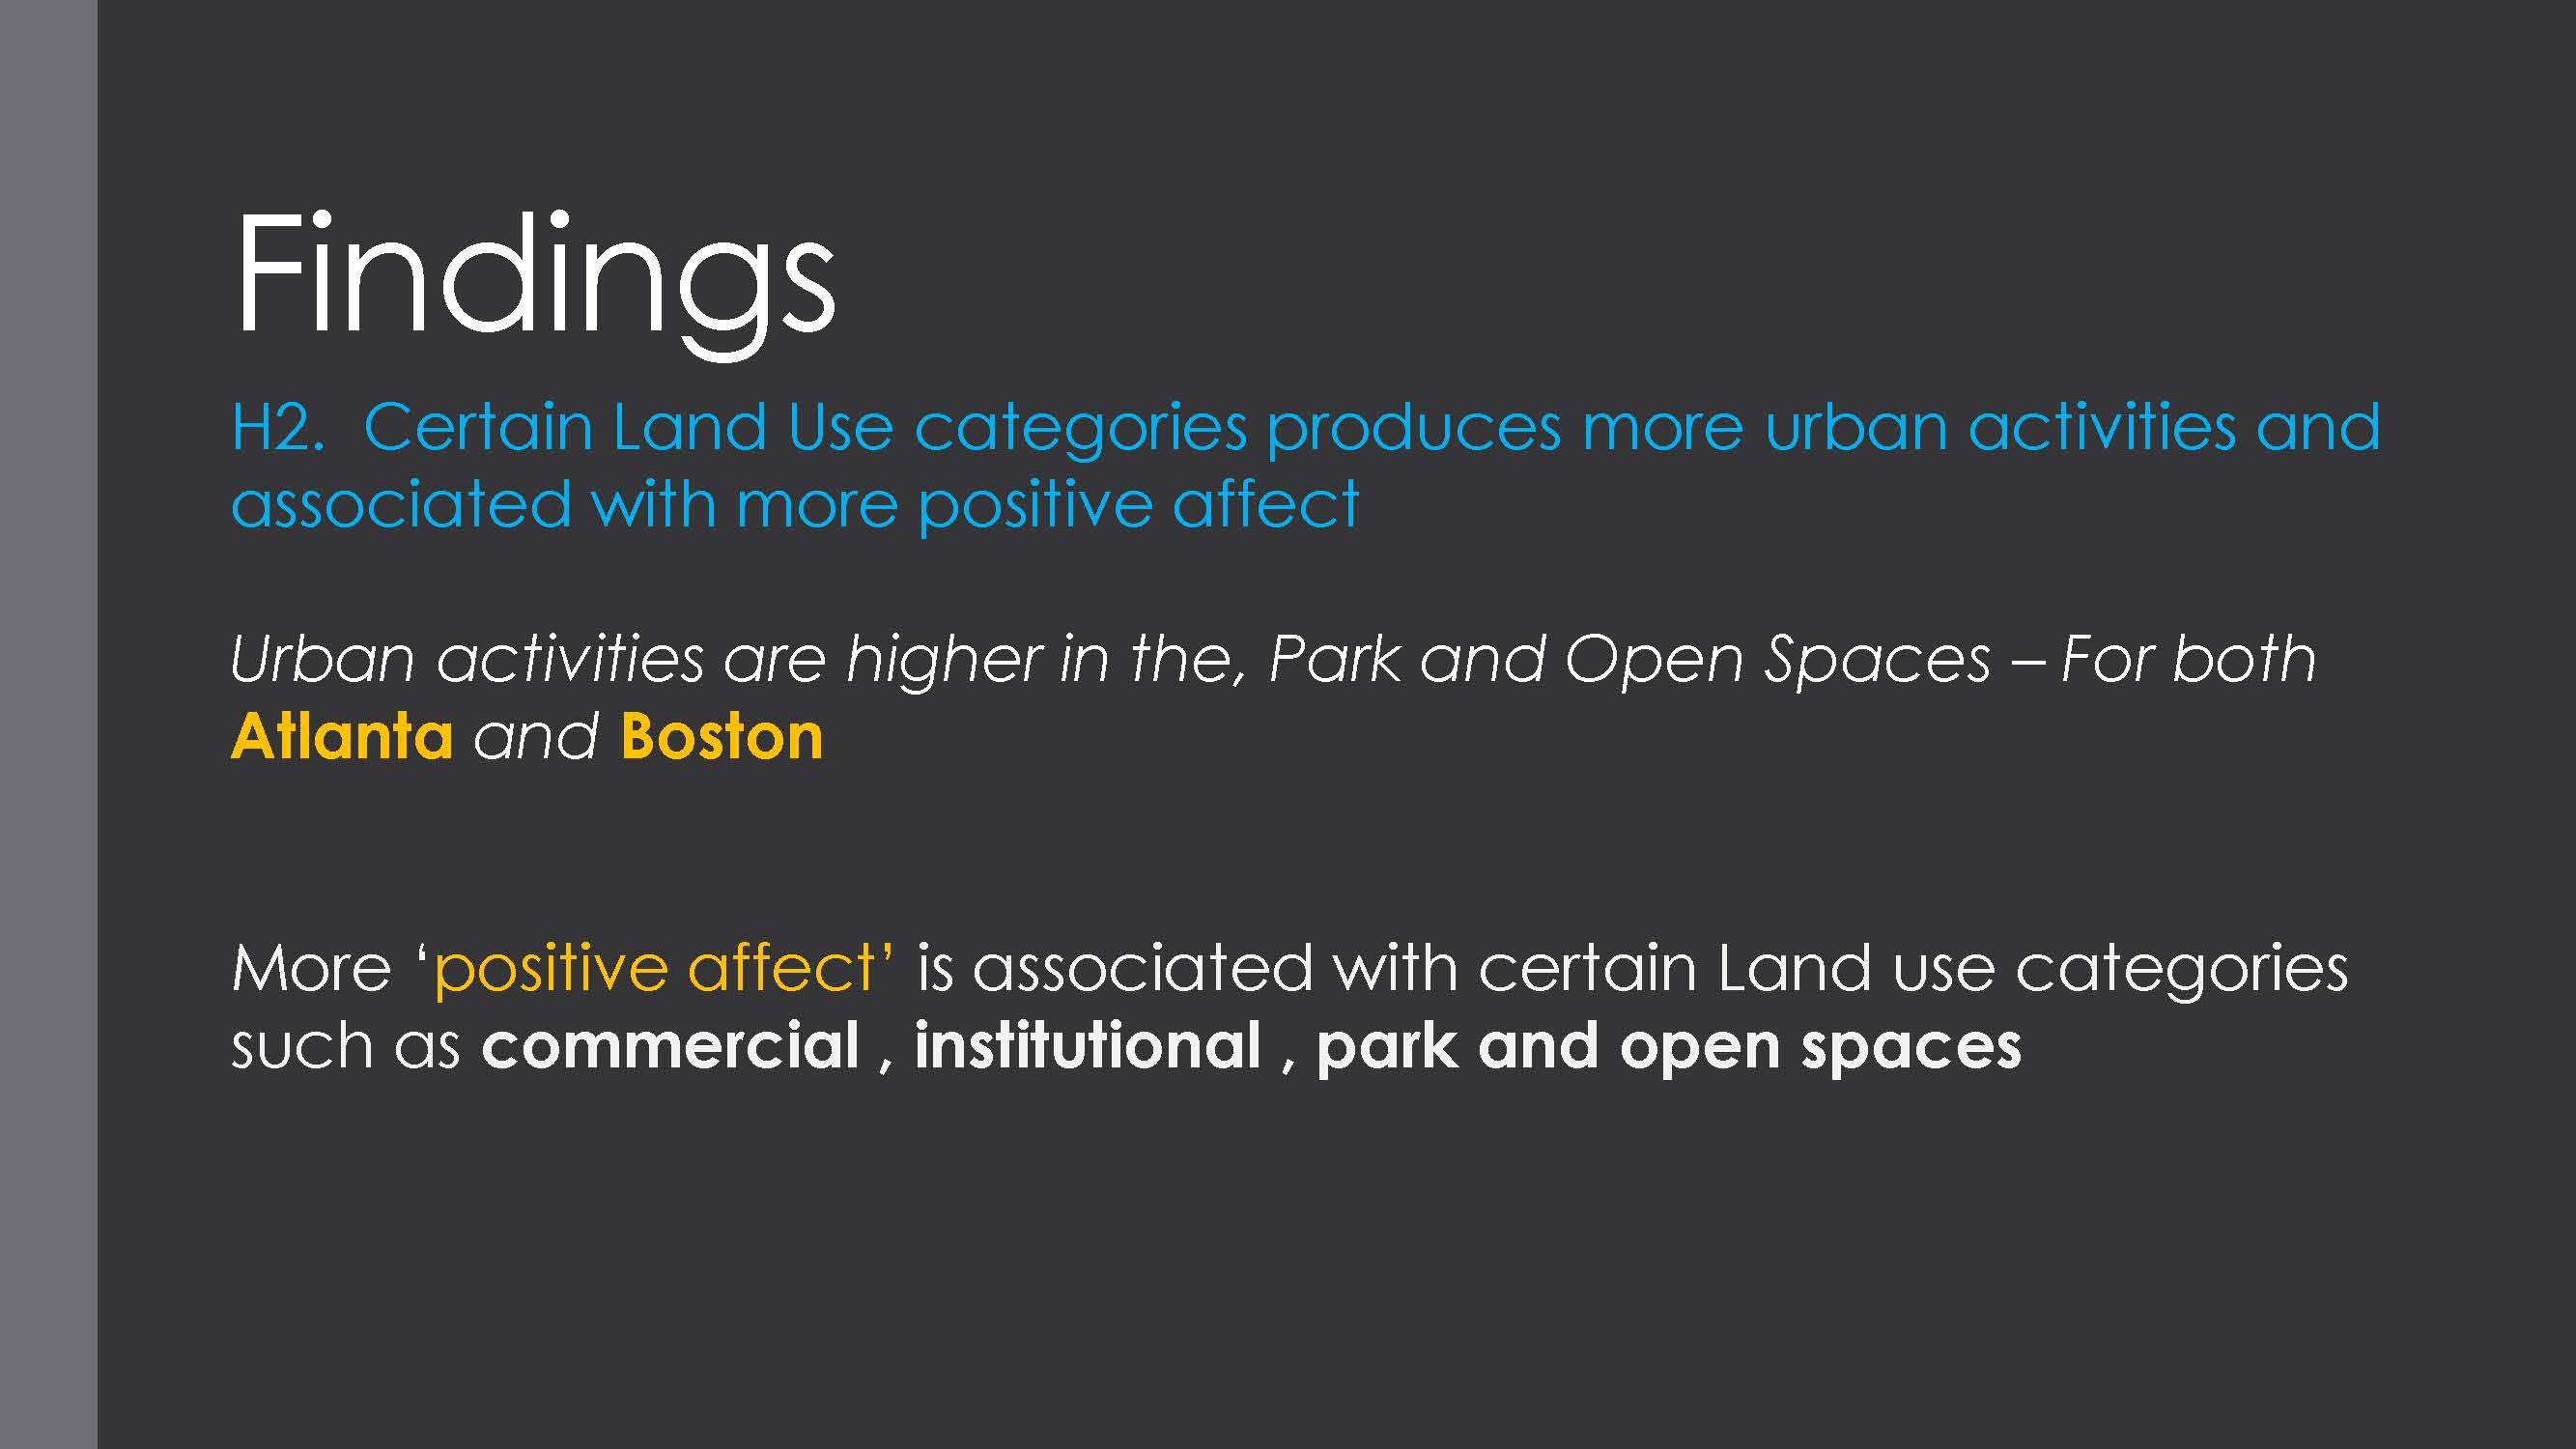 Findings
H2. Certain Land Use categories produces more urban activities and
associated with more positive affect
Urban activities are higher in the, Park and Open Spaces – For both
Atlanta and Boston
More ‘positive affect’ is associated with certain Land use categories
such as commercial , institutional , park and open spaces